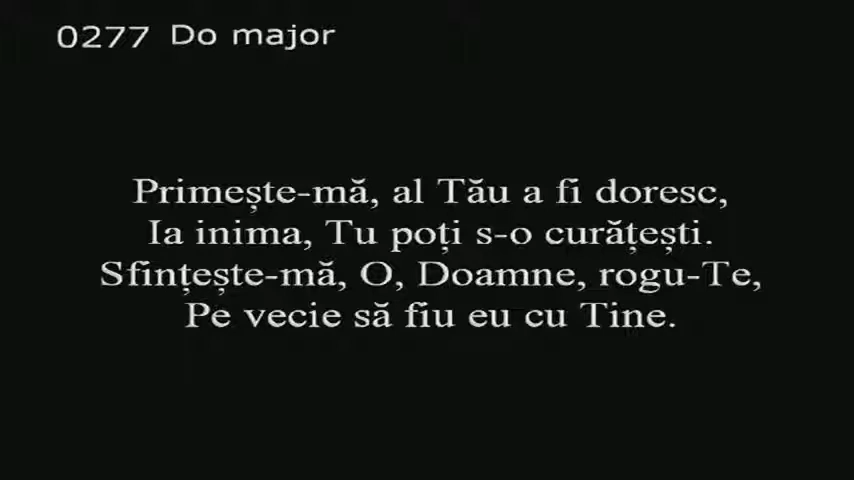 0277 Do major
Primește-mă, al Tău a fi doresc,
Ia inima, Tu poți s-o curățești.
Sfințește-mă, O, Doamne, rogu-Te,
Pe vecie să fiu eu cu Tine.